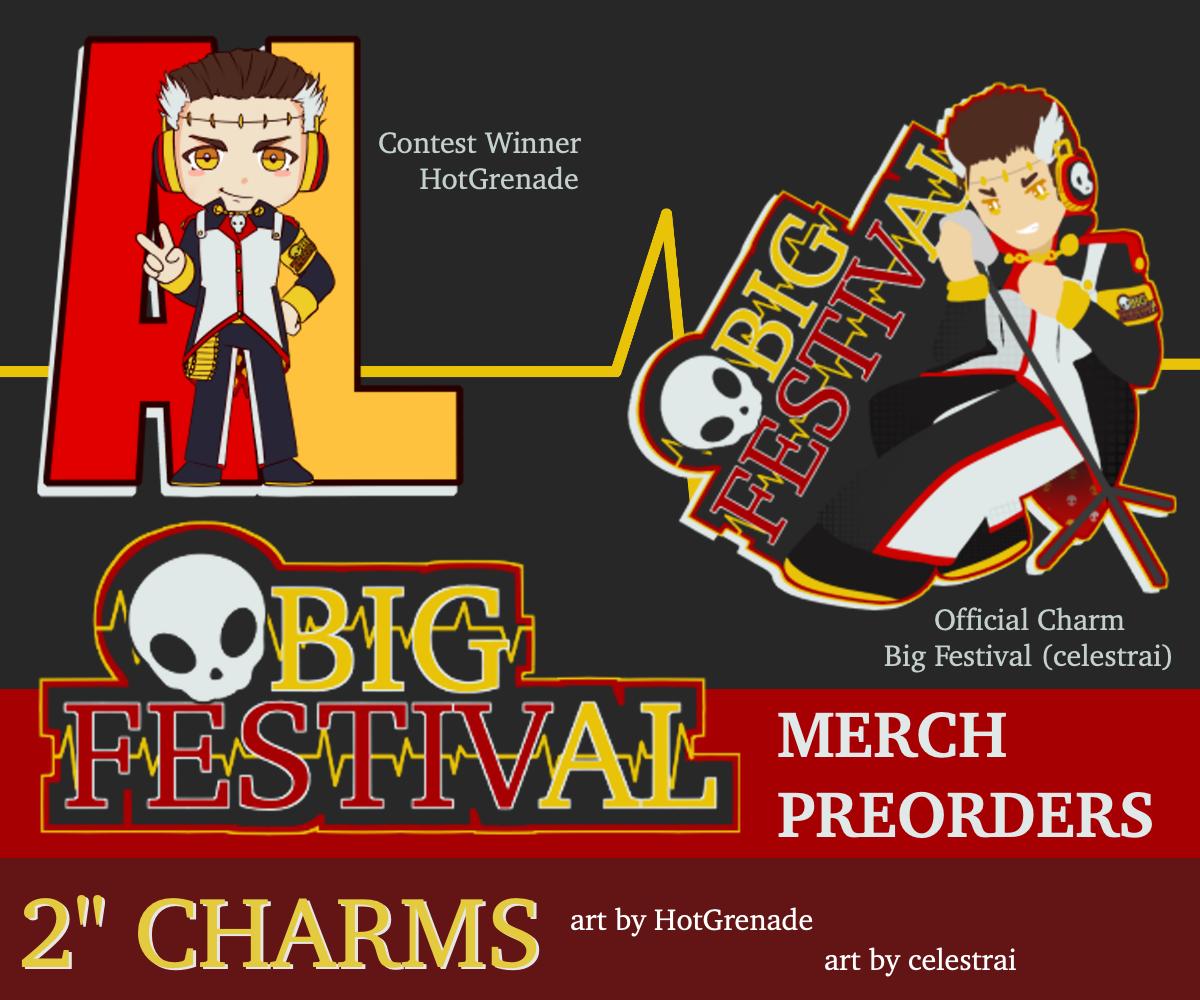 AL
Contest Winner
HotGrenade
BIG
FESTIVAL
Official Charm
Big Festival (celestrai)
BIG
FESTIVAL
MERCH
PREORDERS
2" CHARMS
art by HotGrenade
art by celestrai